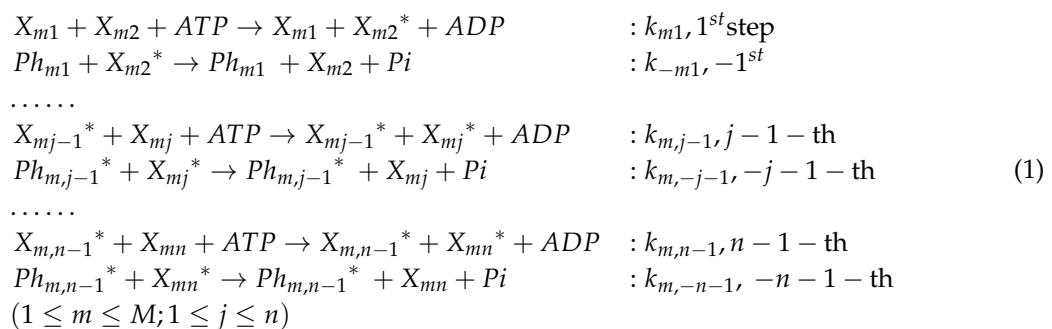 X_{m1} + X_{m2} + ATP → X_{m1} + X_{m2}^* + ADP : k_{m1}, 1^{st} step
Ph_{m1} + X_{m2}^* → Ph_{m1} + X_{m2} + Pi : k_{−m1}, −1^{st}
......
X_{mj−1}^* + X_{mj} + ATP → X_{mj−1}^* + X_{mj}^* + ADP : k_{m,j−1}, j − 1 − th
Ph_{m,j−1}^* + X_{mj}^* → Ph_{m,j−1}^* + X_{mj} + Pi : k_{m,−j−1}, −j − 1 − th (1)
......
X_{m,n−1}^* + X_{mn} + ATP → X_{m,n−1}^* + X_{mn}^* + ADP : k_{m,n−1}, n − 1 − th
Ph_{m,n−1}^* + X_{mn}^* → Ph_{m,n−1}^* + X_{mn} + Pi : k_{m,−n−1}, −n − 1 − th
(1 ≤ m ≤ M; 1 ≤ j ≤ n)